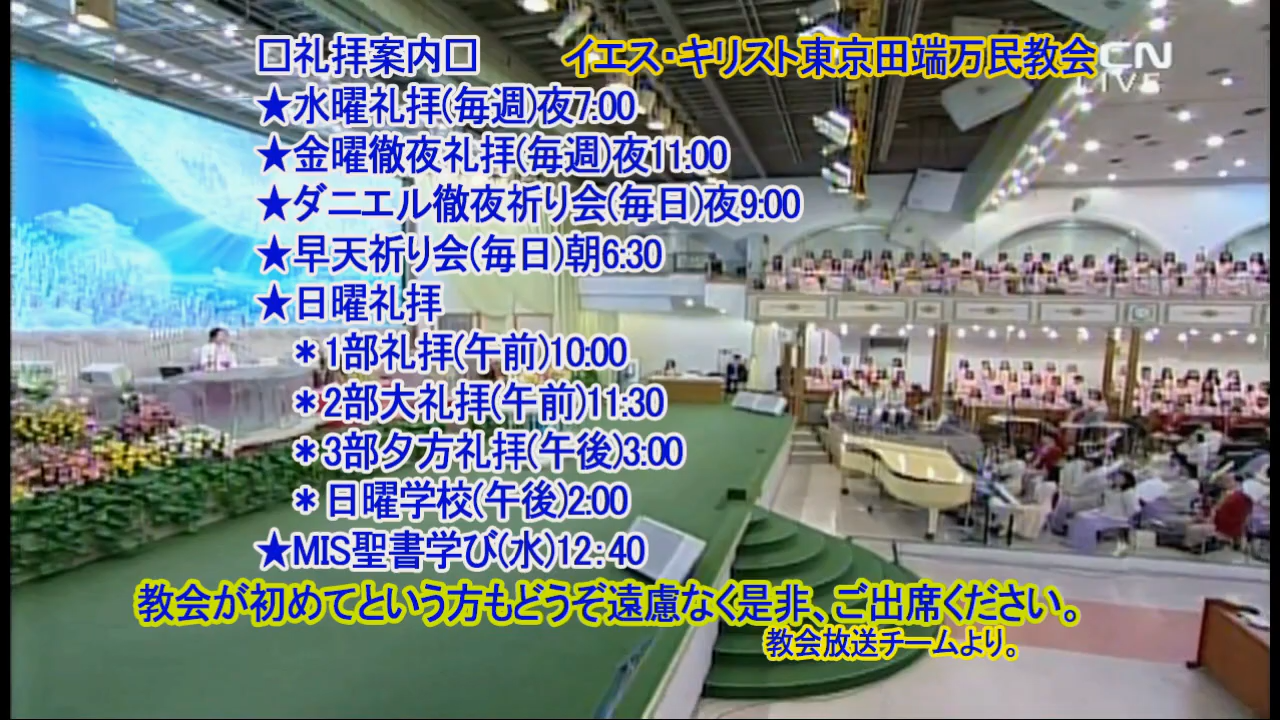 □礼拝案内□ イエス・キリスト東京田端万民教会
CN
LIVE
★水曜礼拝(毎週)夜7:00
★金曜徹夜礼拝(毎週)夜11:00
★ダニエル徹夜祈り会(毎日)夜9:00
★早天祈り会(毎日)朝6:30
★日曜礼拝
*1部礼拝(午前)10:00
*2部大礼拝(午前)11:30
*3部夕方礼拝(午後)3:00
*日曜学校(午後)2:00
★MIS聖書学び(水)12:40
教会が初めてという方もどうぞ遠慮なく是非、ご出席ください。
教会放送チームより。